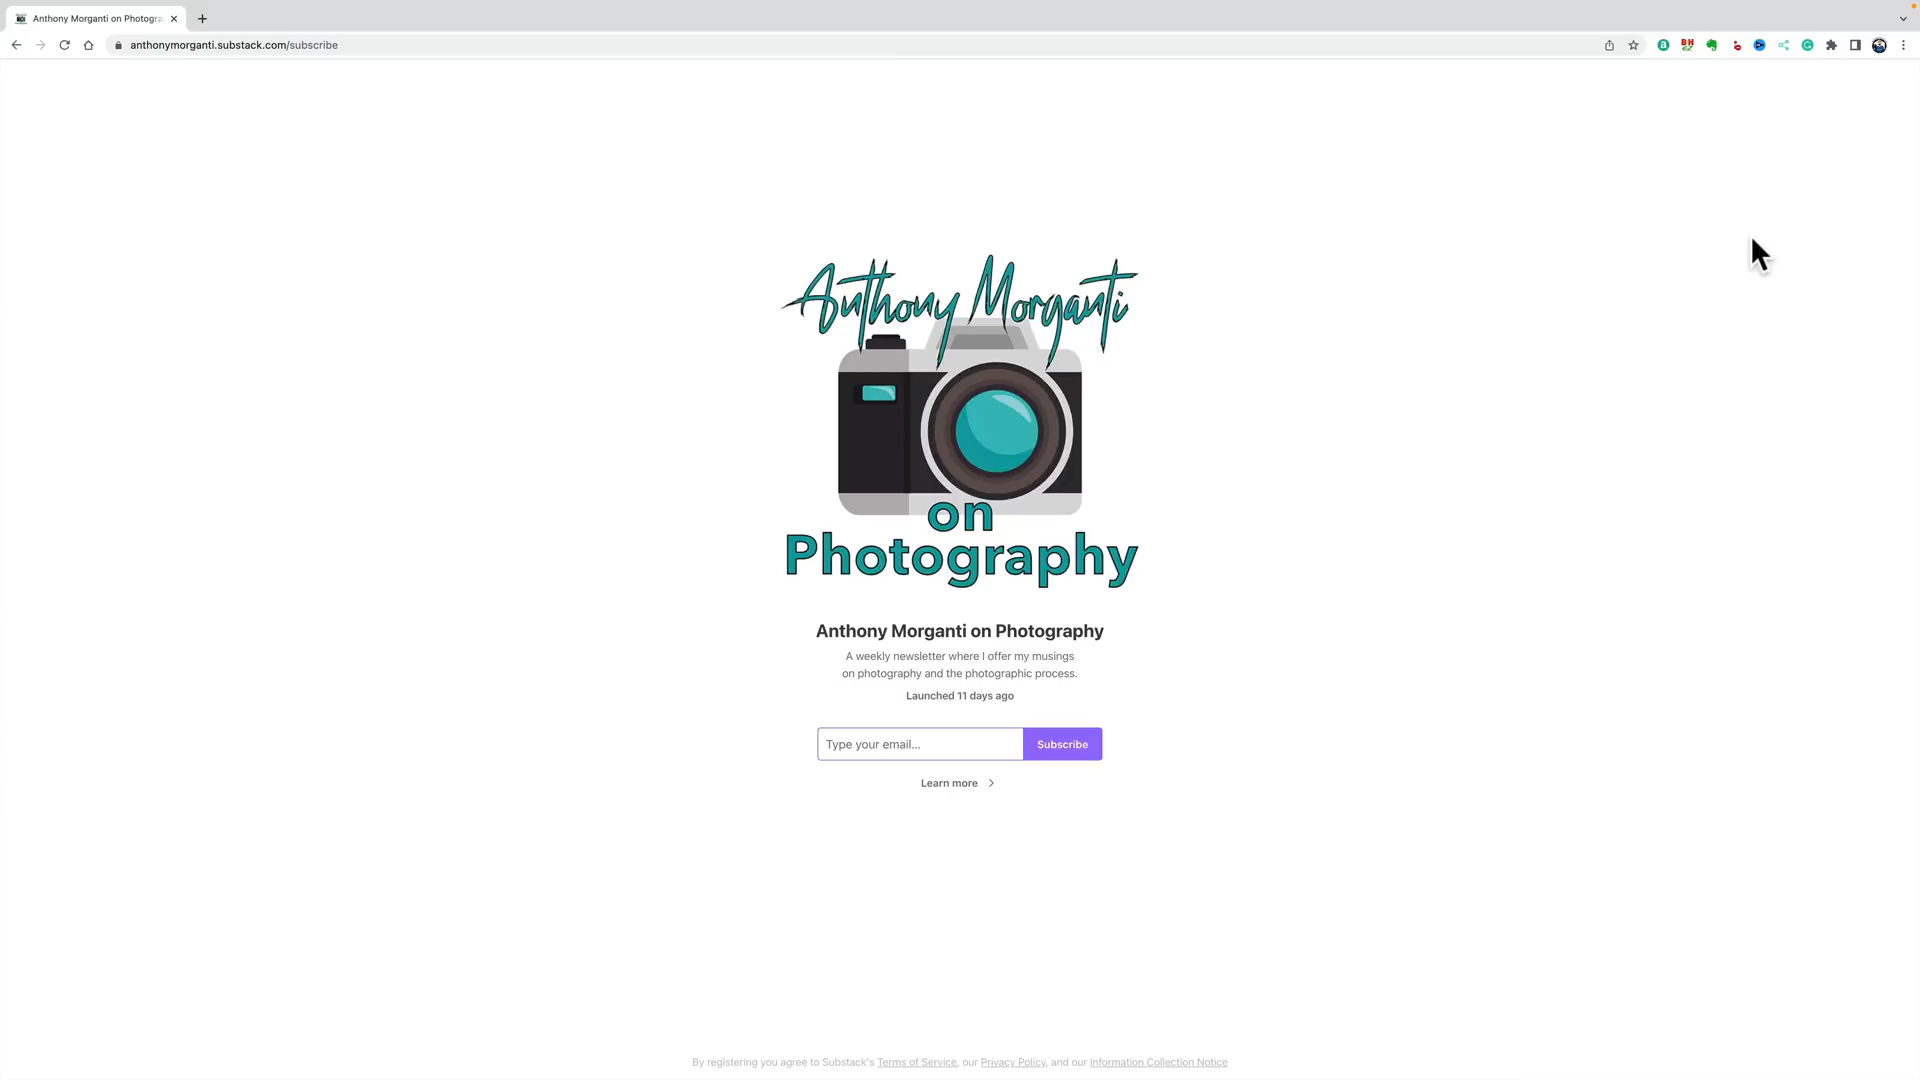 Anthony Morganti on Photogra
anthonymorganti.substack.com/subscribe
Anthony Morganti
on
Photography
Anthony Morganti on Photography
A weekly newsletter where I offer my musings
on photography and the photographic process.
Launched 11 days ago
Type your email...
Subscribe
Learn more
By registering you agree to Substack's Terms of Service, our Privacy Policy, and our Information Collection Notice